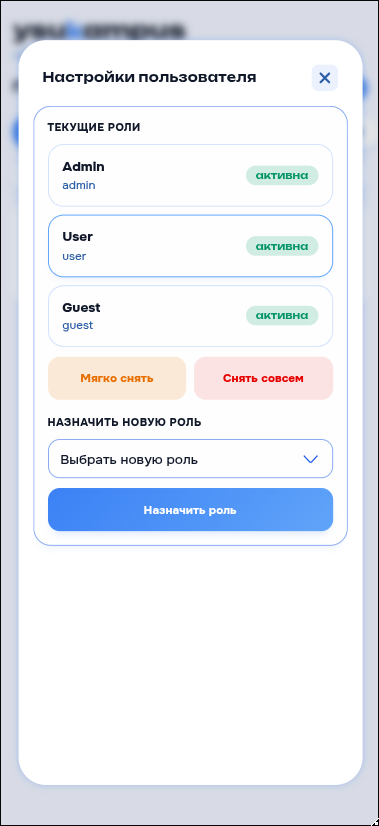 ysukampus
Настройки пользователя
ТЕКУЩИЕ РОЛИ
Admin
admin
активна
User
user
активна
Guest
guest
активна
Мягко снять
Снять совсем
НАЗНАЧИТЬ НОВУЮ РОЛЬ
Выбрать новую роль
Назначить роль